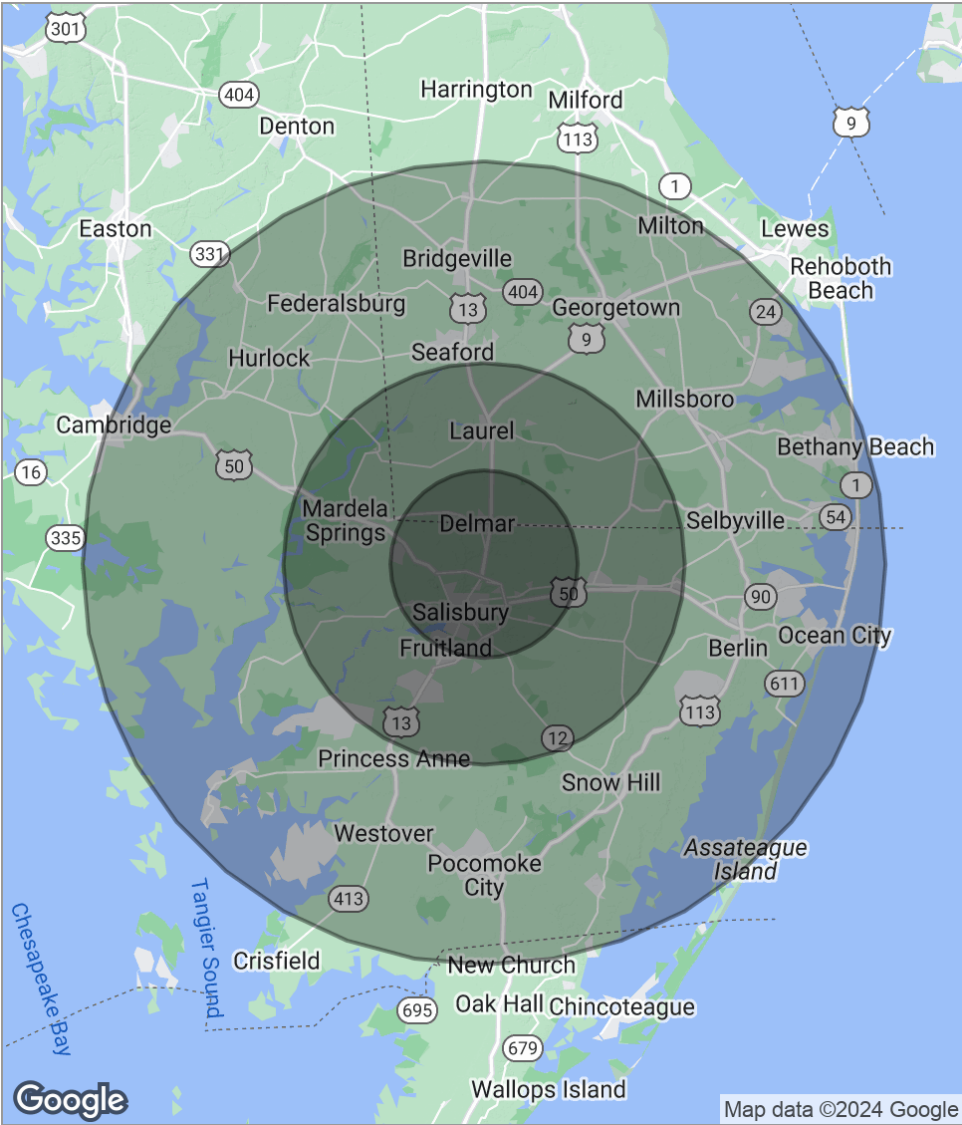 301
Harrington
404
Milford
Denton
113
9
1
Easton
Milton
Lewes
331
Bridgeville
Rehoboth
Beach
404
Federalsburg
13
Georgetown
24
9
Hurlock
Seaford
Millsboro
Cambridge
Laurel
Bethany Beach
50
16
1
Mardela
Springs
Delmar
Selbyville
54
335
50
90
Salisbury
Ocean City
Fruitland
Berlin
611
113
13
12
Princess Anne
Snow Hill
Westover
Assateague
Island
Pocomoke
City
413
Tangier Sound
Chesapeake Bay
Crisfield
New Church
695
Oak Hall
Chincoteague
679
Wallops Island
Google
Map data ©2024 Google